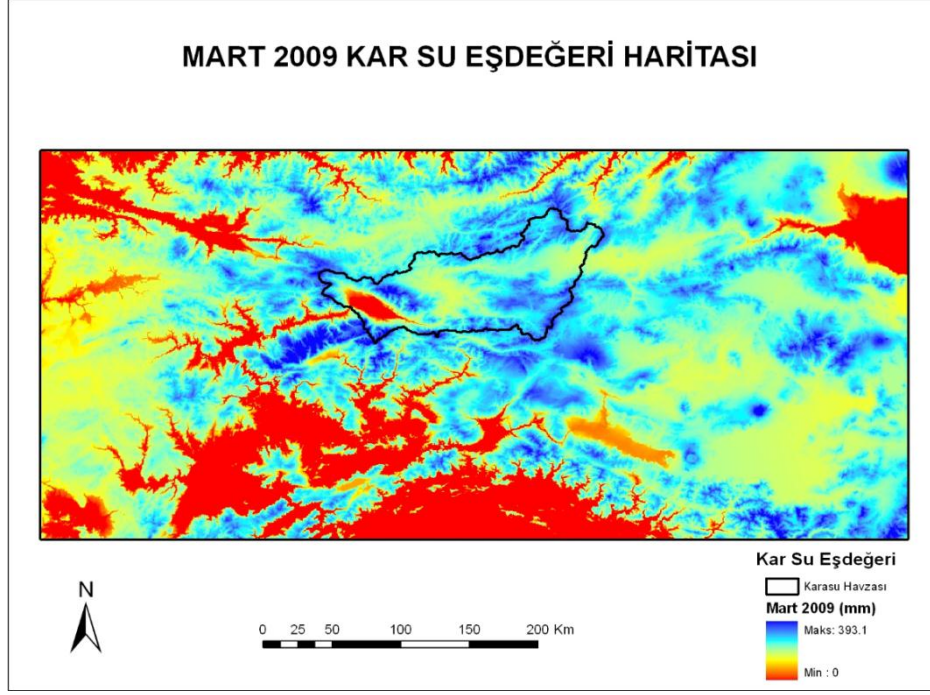 MART 2009 KAR SU EŞDEĞERİ HARİTASI
Kar Su Eşdeğeri
Karasu Havzası
Mart 2009 (mm)
Maks: 393.1
Min : 0
N
0 25 50 100 150 200 Km